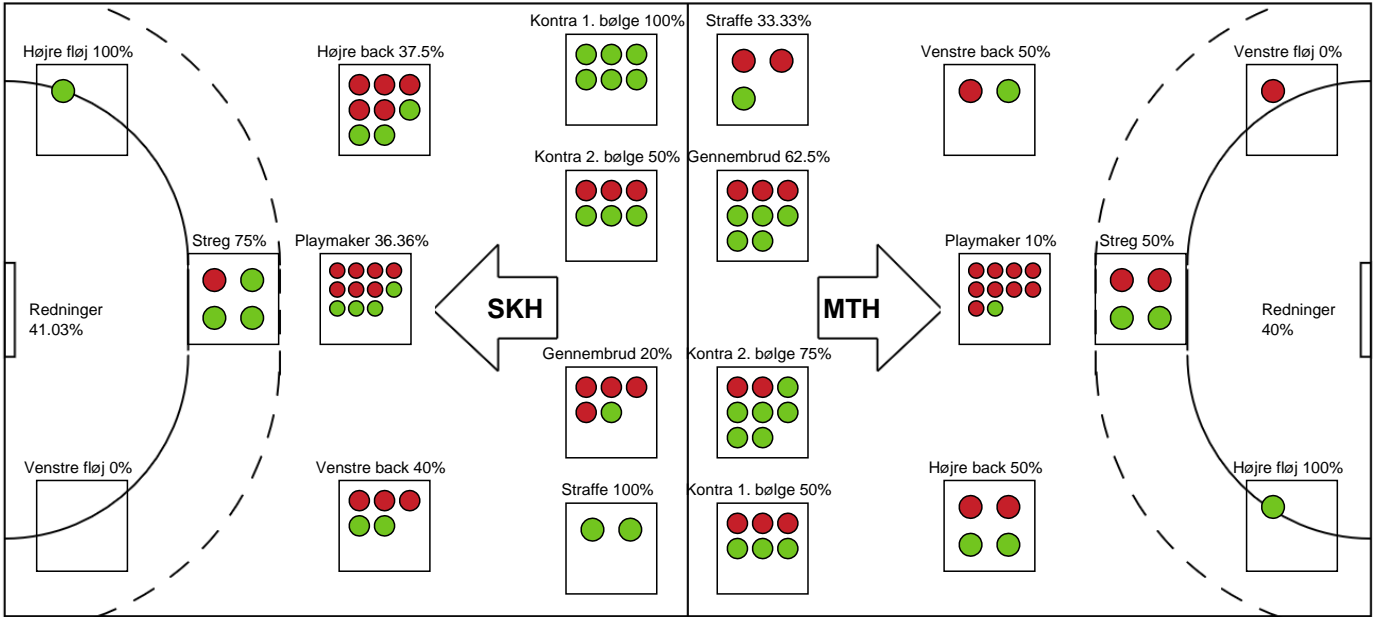 Kontra 1. bølge 100%
Straffe 33.33%
Højre fløj 100%
Højre back 37.5%
Venstre back 50%
Venstre fløj 0%
Kontra 2. bølge 50%
Gennembrud 62.5%
Streg 75%
Playmaker 36.36%
Playmaker 10%
Streg 50%
Redninger
41.03%
SKH
MTH
Redninger
40%
Gennembrud 20%
Kontra 2. bølge 75%
Venstre fløj 0%
Venstre back 40%
Højre back 50%
Højre fløj 100%
Straffe 100%
Kontra 1. bølge 50%